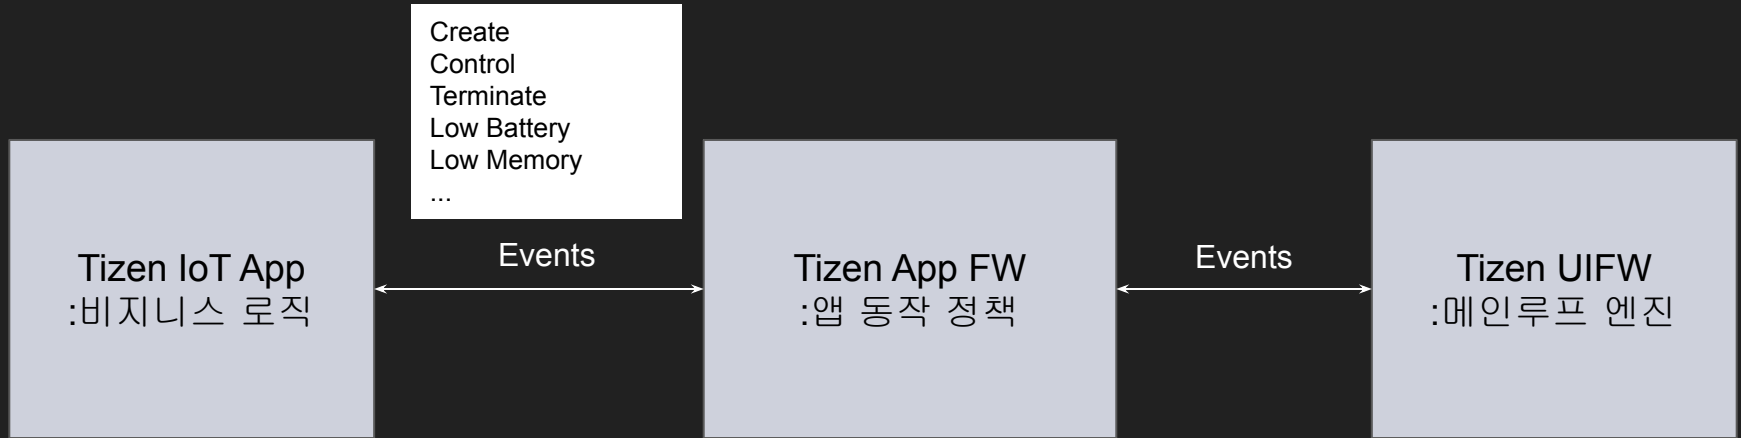 Create
Control
Terminate
Low Battery
Low Memory
...
Tizen IoT App
:비지니스 로직
Events
Tizen App FW
:앱 동작 정책
Events
Tizen UIFW
:메인루프 엔진